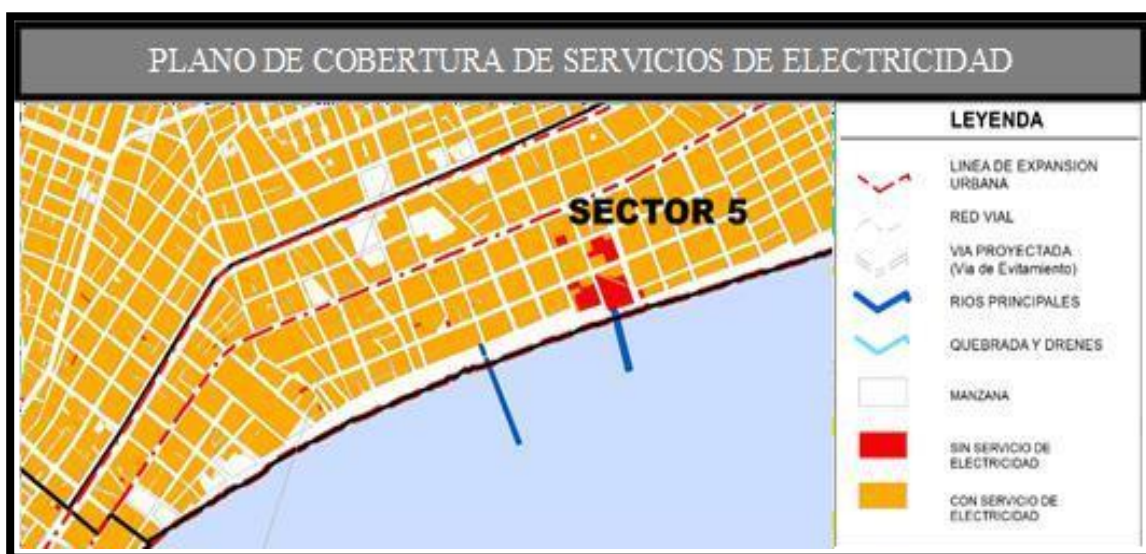 PLANO DE COBERTURA DE SERVICIOS DE ELECTRICIDAD
SECTOR 5
LEYENDA
LINEA DE EXPANSION
URBANA
RED VIAL
VIA PROYECTADA
(Via de Evitamiento)
RIOS PRINCIPALES
QUEBRADA Y DRENES
MANZANA
SIN SERVICIO DE
ELECTRICIDAD
CON SERVICIO DE
ELECTRICIDAD